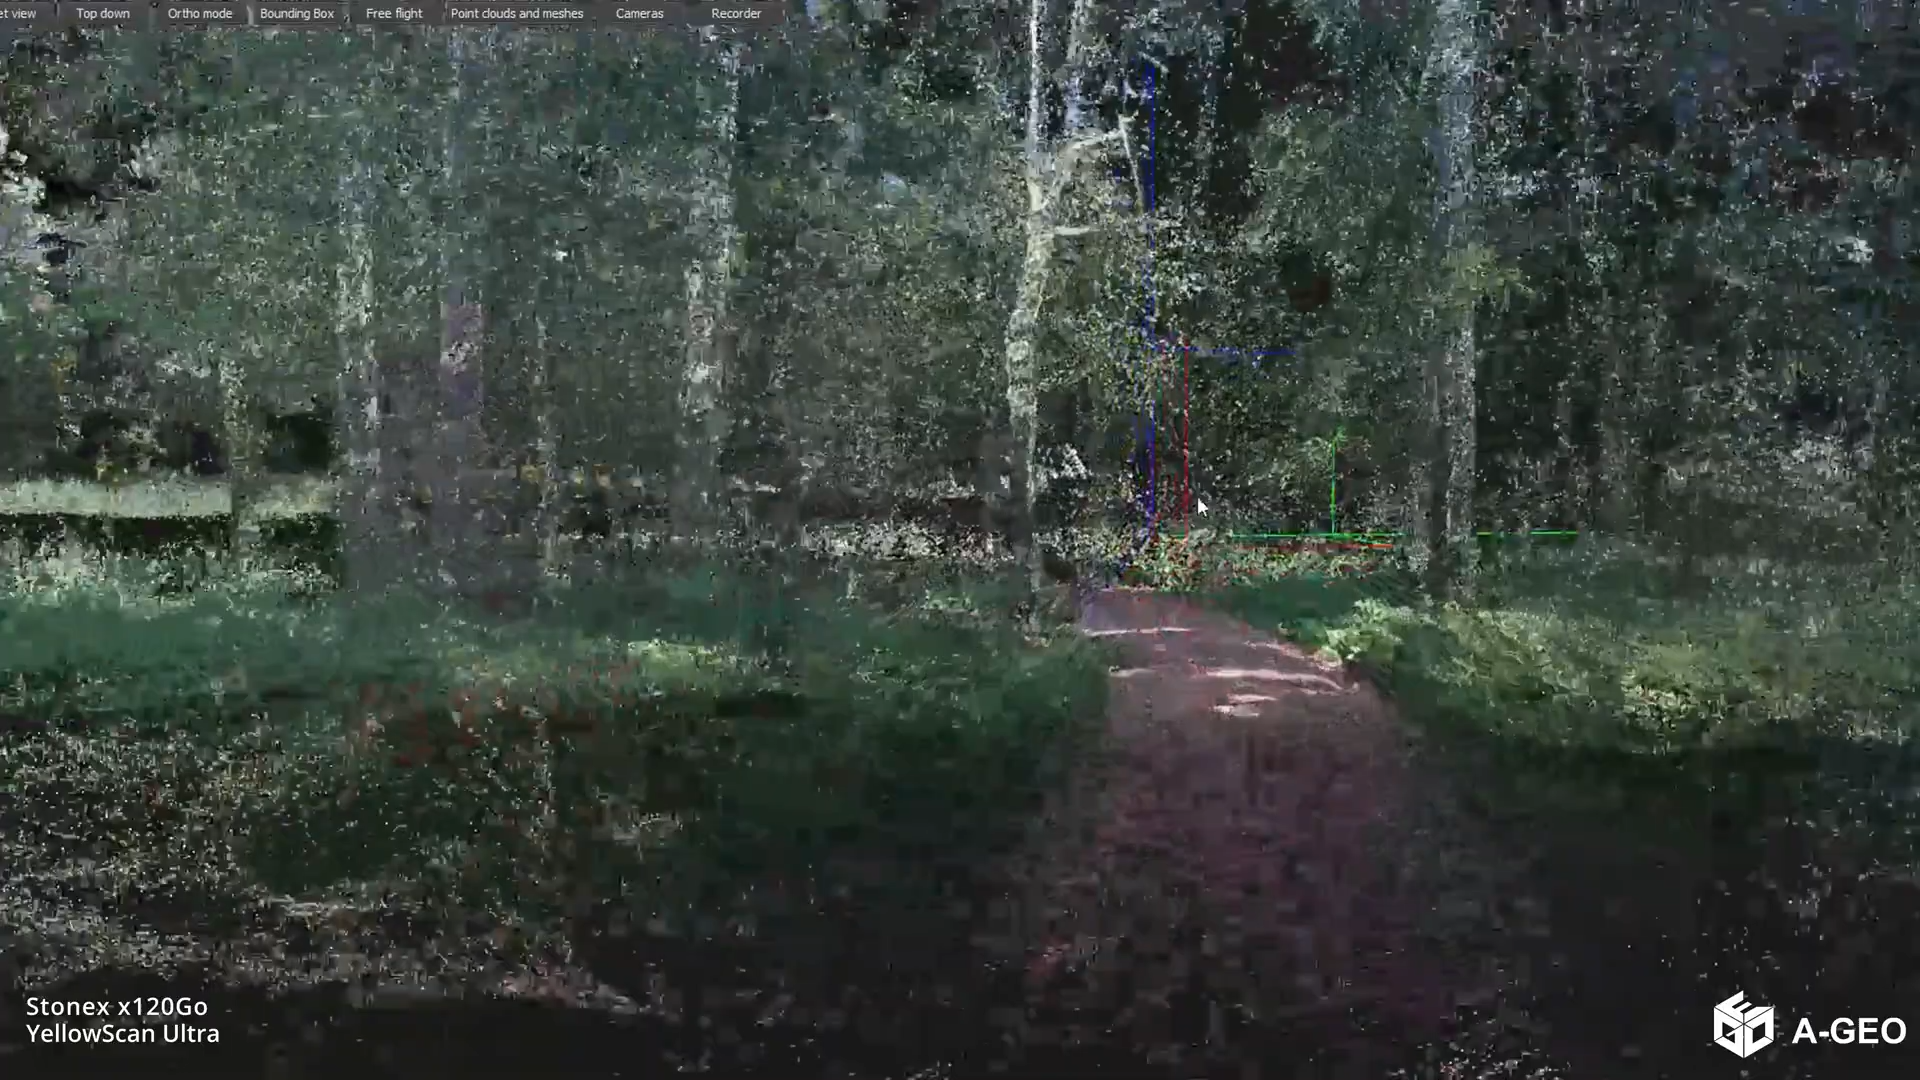 et view Top down Ortho mode Bounding Box Free flight Point clouds and meshes Cameras Recorder
Stonex x120Go
YellowScan Ultra
A-GEO